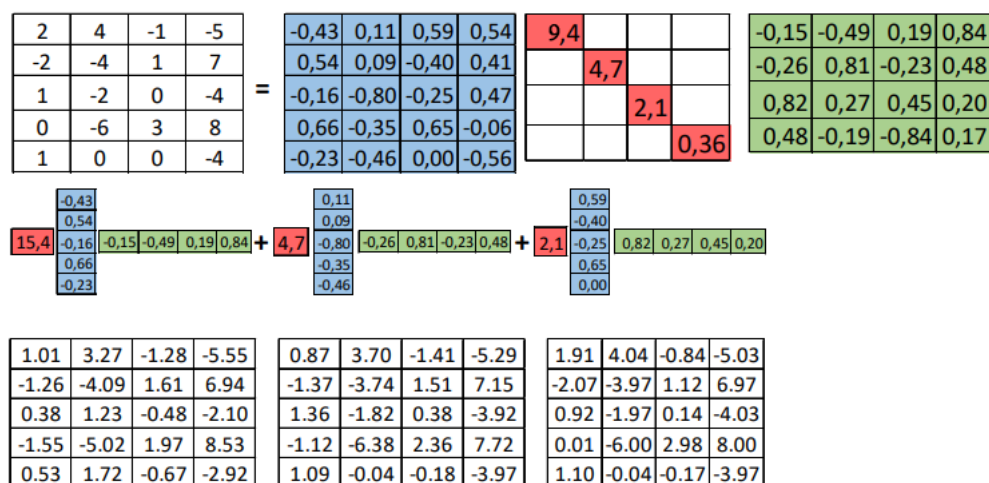 2 4 -1 -5 -0,43 0,11 0,59 0,54 9,4 -0,15 -0,49 0,19 0,84
-2 -4 1 7 0,54 0,09 -0,40 0,41 4,7 -0,26 0,81 -0,23 0,48
1 -2 0 -4 = -0,16 -0,80 -0,25 0,47 2,1 0,82 0,27 0,45 0,20
0 -6 3 8 0,66 -0,35 0,65 -0,06 0,36 0,48 -0,19 -0,84 0,17
1 0 0 -4 -0,23 -0,46 0,00 -0,56
-0,43 0,11 0,59
0,54 0,09 -0,40
15,4 -0,16 -0,15 -0,49 0,19 0,84 + 4,7 -0,80 -0,26 0,81 -0,23 0,48 + 2,1 -0,25 0,82 0,27 0,45 0,20
0,66 -0,35 0,65
-0,23 -0,46 0,00
1.01 3.27 -1.28 -5.55 0.87 3.70 -1.41 -5.29 1.91 4.04 -0.84 -5.03
-1.26 -4.09 1.61 6.94 -1.37 -3.74 1.51 7.15 -2.07 -3.97 1.12 6.97
0.38 1.23 -0.48 -2.10 1.36 -1.82 0.38 -3.92 0.92 -1.97 0.14 -4.03
-1.55 -5.02 1.97 8.53 -1.12 -6.38 2.36 7.72 0.01 -6.00 2.98 8.00
0.53 1.72 -0.67 -2.92 1.09 -0.04 -0.18 -3.97 1.10 -0.04 -0.17 -3.97